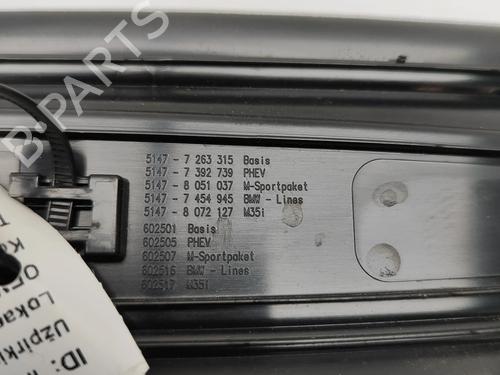 B-PARTS
5147 - 7 263 315 Basis
5147 - 7 392 739 PHEV
5147 - 8 051 037 M-Sportpaket
5147 - 7 454 945 BMW - Lines
5147 - 8 072 127 M35i
602501 Basis
602505 PHEV
602507 M-Sportpaket
602516 BMW - Lines
602517 M35i
ID: